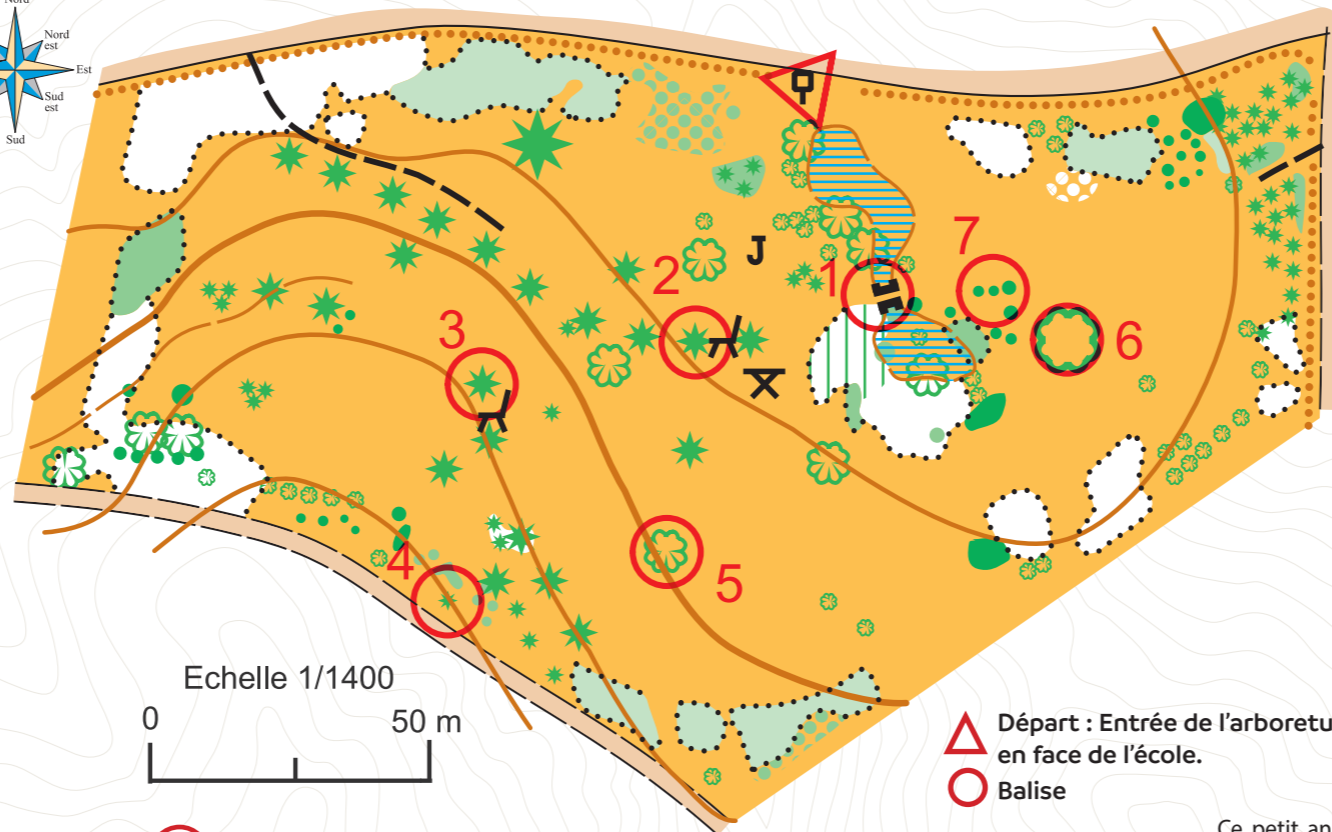 Nord
Nord
est
Est
Sud
est
Sud
J
1
2
3
4
5
6
7
Echelle 1/1400
0 50 m
Départ : Entrée de l'arboretu
en face de l'école.
Balise
Ce petit an